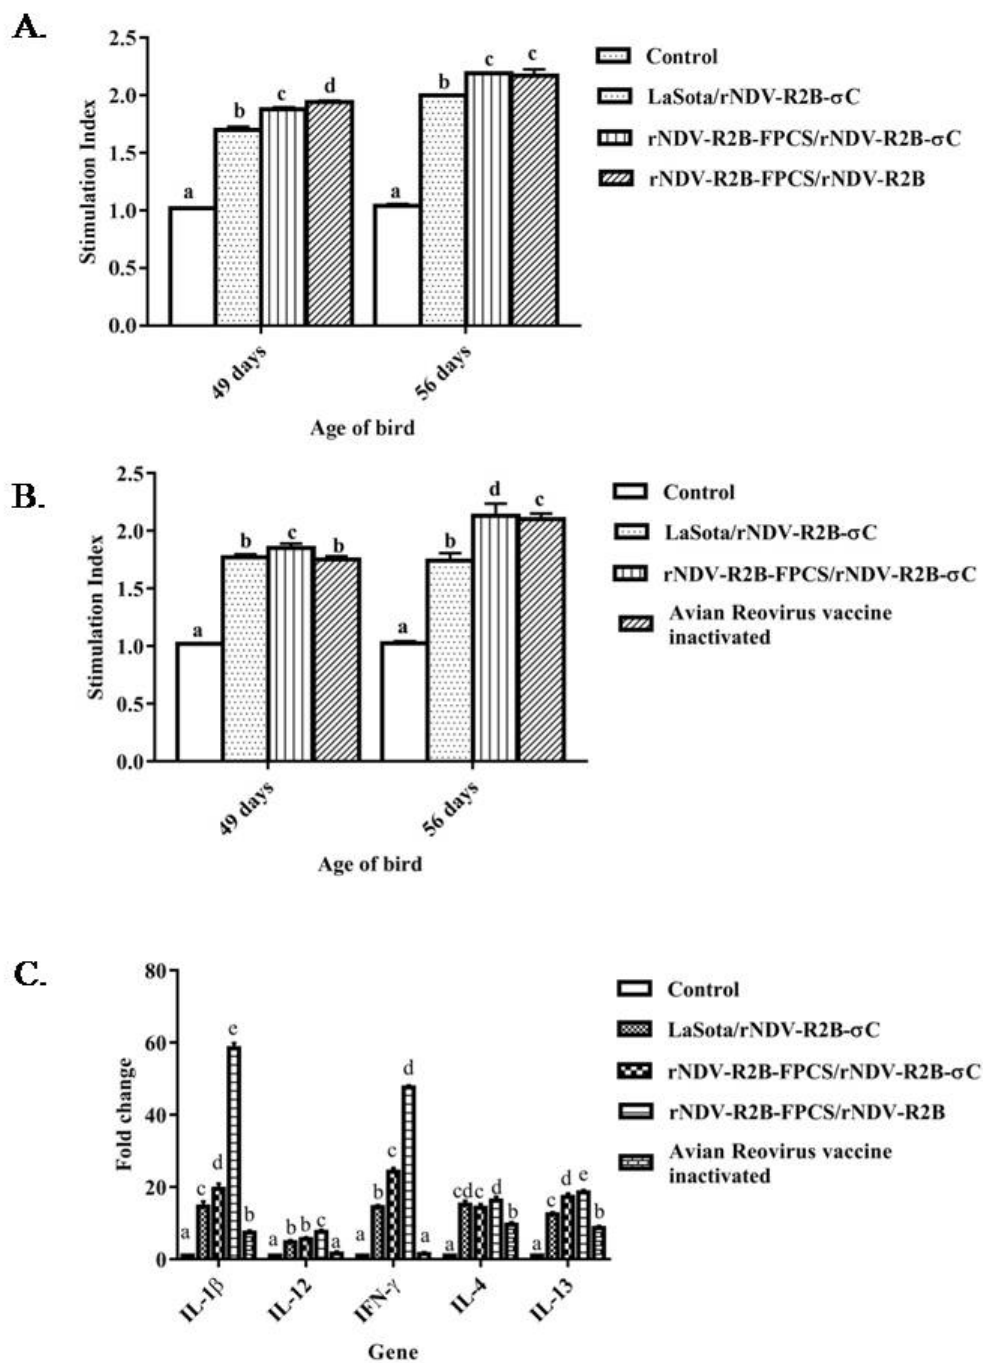 A.
2.5
2.0
1.5
1.0
0.5
0.0
Stimulation Index
a b c d
a b c c
49 days
56 days
Age of bird
Control
LaSota/rNDV-R2B-σC
rNDV-R2B-FPCS/rNDV-R2B-σC
rNDV-R2B-FPCS/rNDV-R2B
B.
2.5
2.0
1.5
1.0
0.5
0.0
Stimulation Index
a b c b
a b d c
49 days
56 days
Age of bird
Control
LaSota/rNDV-R2B-σC
rNDV-R2B-FPCS/rNDV-R2B-σC
Avian Reovirus vaccine
inactivated
C.
80
60
40
20
0
Fold change
a c d e b
a b b c a
a b c d a
a cd c d b
a c d e b
IL-1β
IL-12
IFN-γ
IL-4
IL-13
Gene
Control
LaSota/rNDV-R2B-σC
rNDV-R2B-FPCS/rNDV-R2B-σC
rNDV-R2B-FPCS/rNDV-R2B
Avian Reovirus vaccine
inactivated